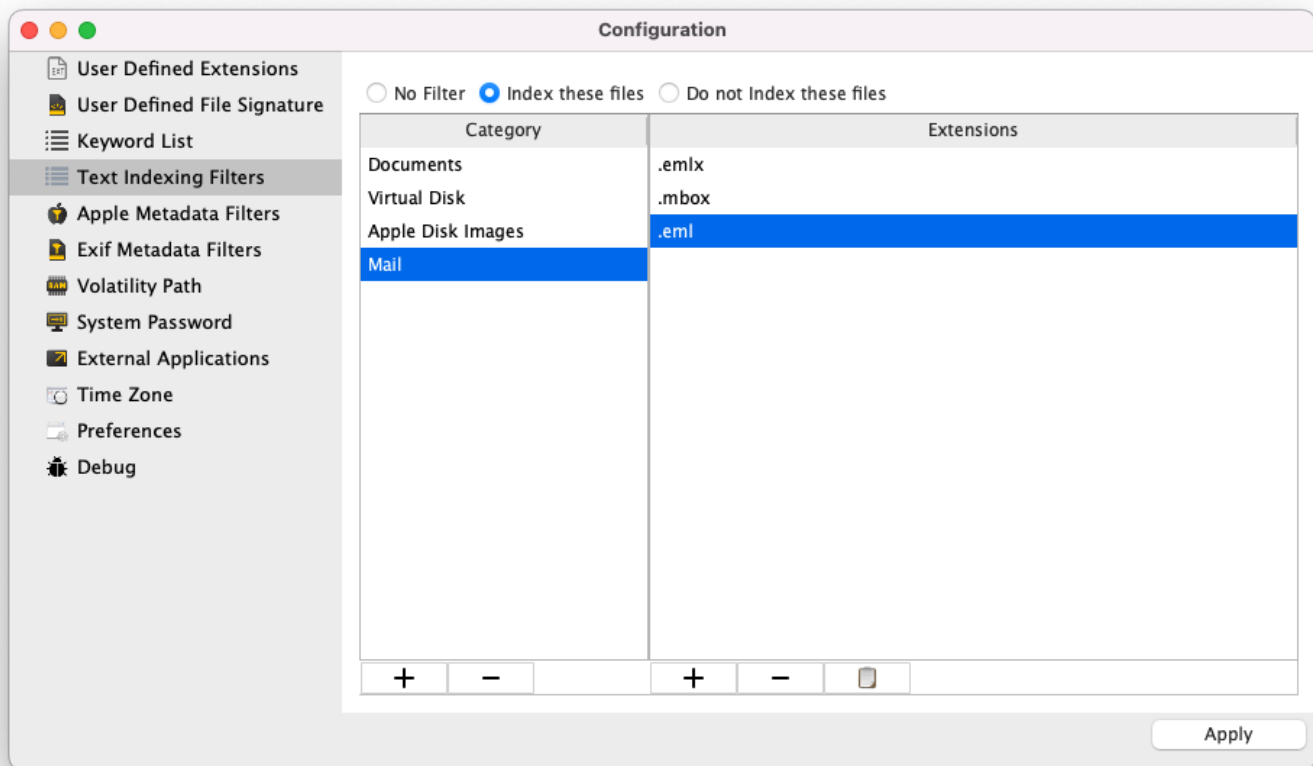 Configuration
User Defined Extensions
User Defined File Signature
Keyword List
Text Indexing Filters
Apple Metadata Filters
Exif Metadata Filters
Volatility Path
System Password
External Applications
Time Zone
Preferences
Debug
No Filter Index these files Do not Index these files
Category Extensions
Documents .emlx
Virtual Disk .mbox
Apple Disk Images .eml
Mail
+ − + −
Apply